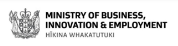 MINISTRY OF BUSINESS,
INNOVATION & EMPLOYMENT
HĪKINA WHAKATUTUKI